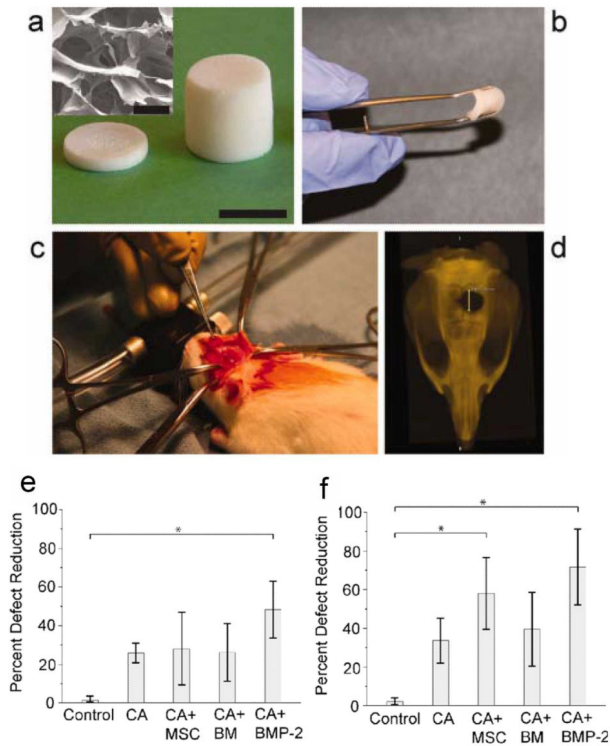 a
b
c
d
e
100
80
60
40
20
0
Percent Defect Reduction
*
Control
CA
CA+
MSC
CA+
BM
CA+
BMP-2
f
100
80
60
40
20
0
Percent Defect Reduction
*
*
Control
CA
CA+
MSC
CA+
BM
CA+
BMP-2